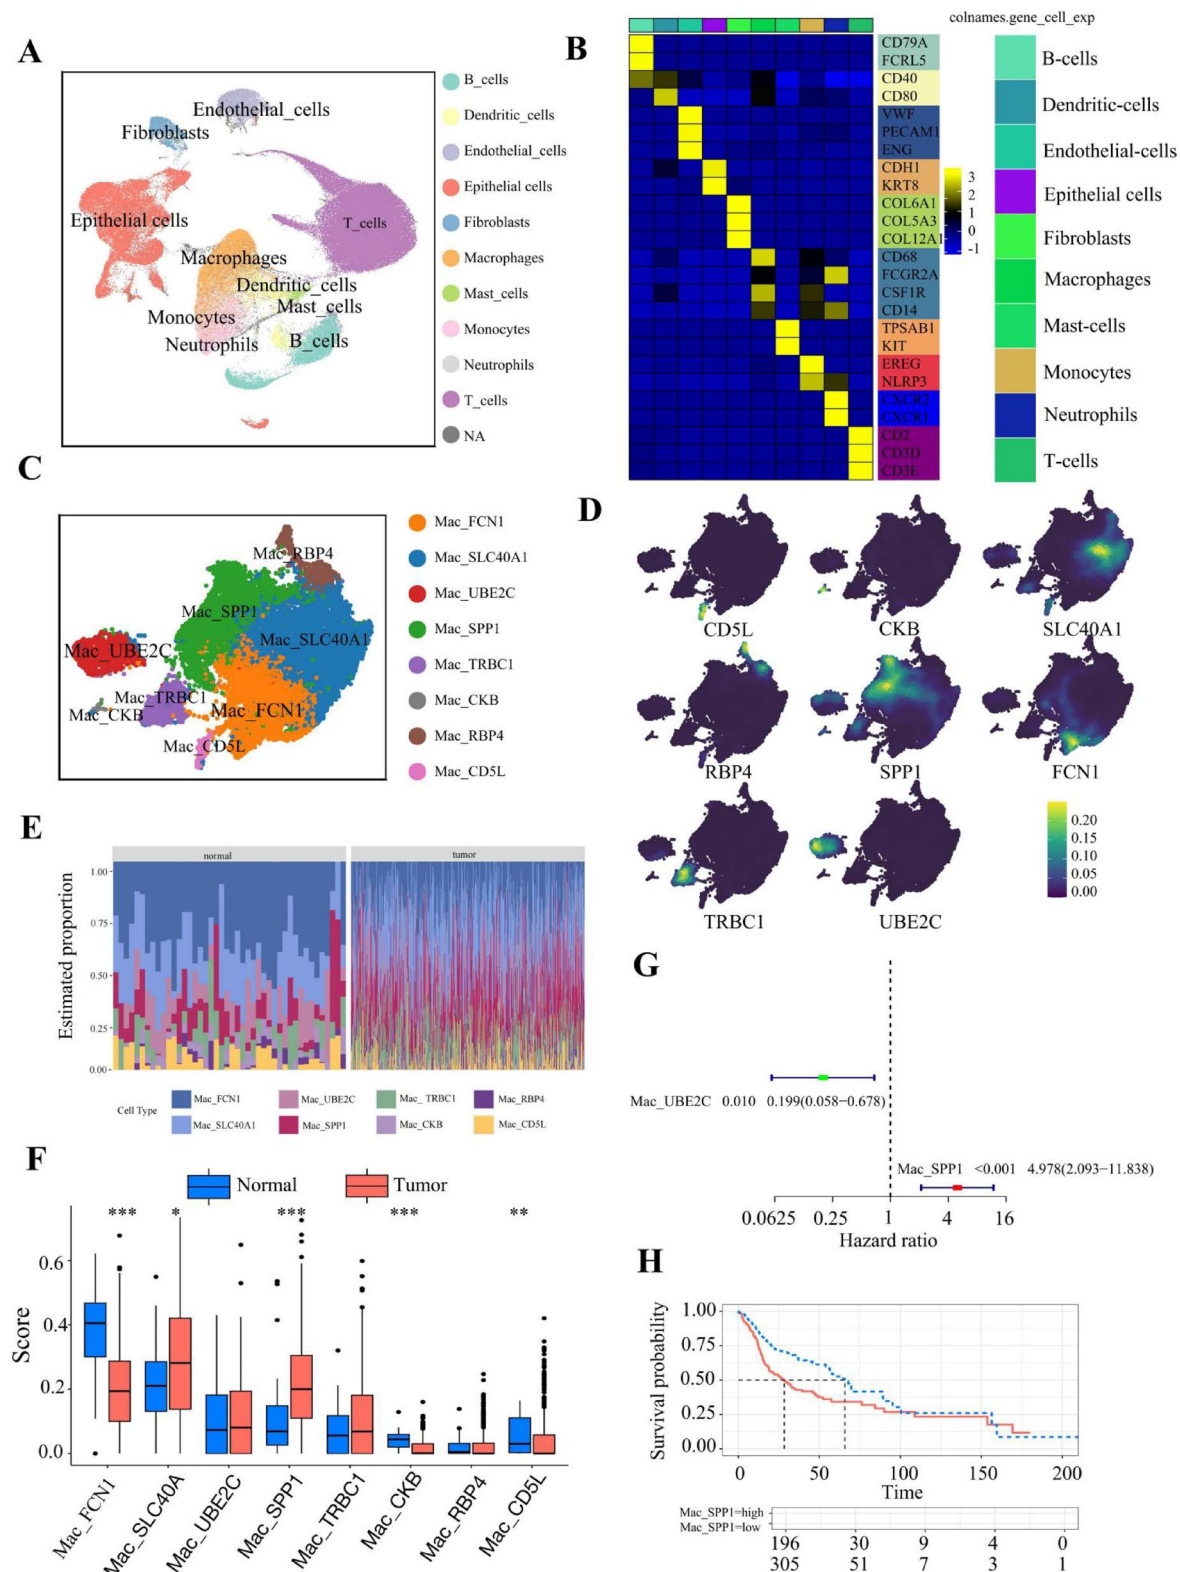 A
Endothelial_cells
Fibroblasts
Epithelial cells
T_cells
Macrophages
Dendritic_cells
Mast_cells
Monocytes
Neutrophils
B_cells
B_cells
Dendritic_cells
Endothelial_cells
Epithelial cells
Fibroblasts
Macrophages
Mast_cells
Monocytes
Neutrophils
T_cells
NA
B
CD79A
FCRL5
CD40
CD80
VWF
PECAM1
ENG
CDH1
KRT8
COL6A1
COL5A3
COL12A1
CD68
FCGR2A
CSF1R
CD14
TPSAB1
KIT
EREG
NLRP3
CXCR2
CXCR1
CD2
CD3D
CD3E
3
2
1
0
-1
colnames.gene_cell_exp
B-cells
Dendritic-cells
Endothelial-cells
Epithelial cells
Fibroblasts
Macrophages
Mast-cells
Monocytes
Neutrophils
T-cells
C
Mac_RBP4
Mac_SPP1
Mac_SLC40A1
Mac_UBE2C
Mac_TRBC1
Mac_CKB
Mac_FCN1
Mac_CD5L
Mac_FCN1
Mac_SLC40A1
Mac_UBE2C
Mac_SPP1
Mac_TRBC1
Mac_CKB
Mac_RBP4
Mac_CD5L
D
CD5L
CKB
SLC40A1
RBP4
SPP1
FCN1
TRBC1
UBE2C
0.20
0.15
0.10
0.05
0.00
E
normal
tumor
Estimated proportion
1.00
0.75
0.50
0.25
0.00
Cell Type
Mac_FCN1
Mac_UBE2C
Mac_ TRBC1
Mac_RBP4
Mac_SLC40A1
Mac_SPP1
Mac_CKB
Mac_CD5L
F
Normal
Tumor
*** * *** *** **
Score
0.6
0.4
0.2
0.0
Mac_FCN1
Mac_SLC40A
Mac_UBE2C
Mac_SPP1
Mac_TRBC1
Mac_CKB
Mac_RBP4
Mac_CD5L
G
Mac_UBE2C 0.010 0.199(0.058−0.678)
Mac_SPP1 <0.001 4.978(2.093−11.838)
0.0625 0.25 1 4 16
Hazard ratio
H
Survival probability
1.00
0.75
0.50
0.25
0.00
0 50 100 150 200
Time
Mac_SPP1=high
Mac_SPP1=low
196 30 9 4 0
305 51 7 3 1